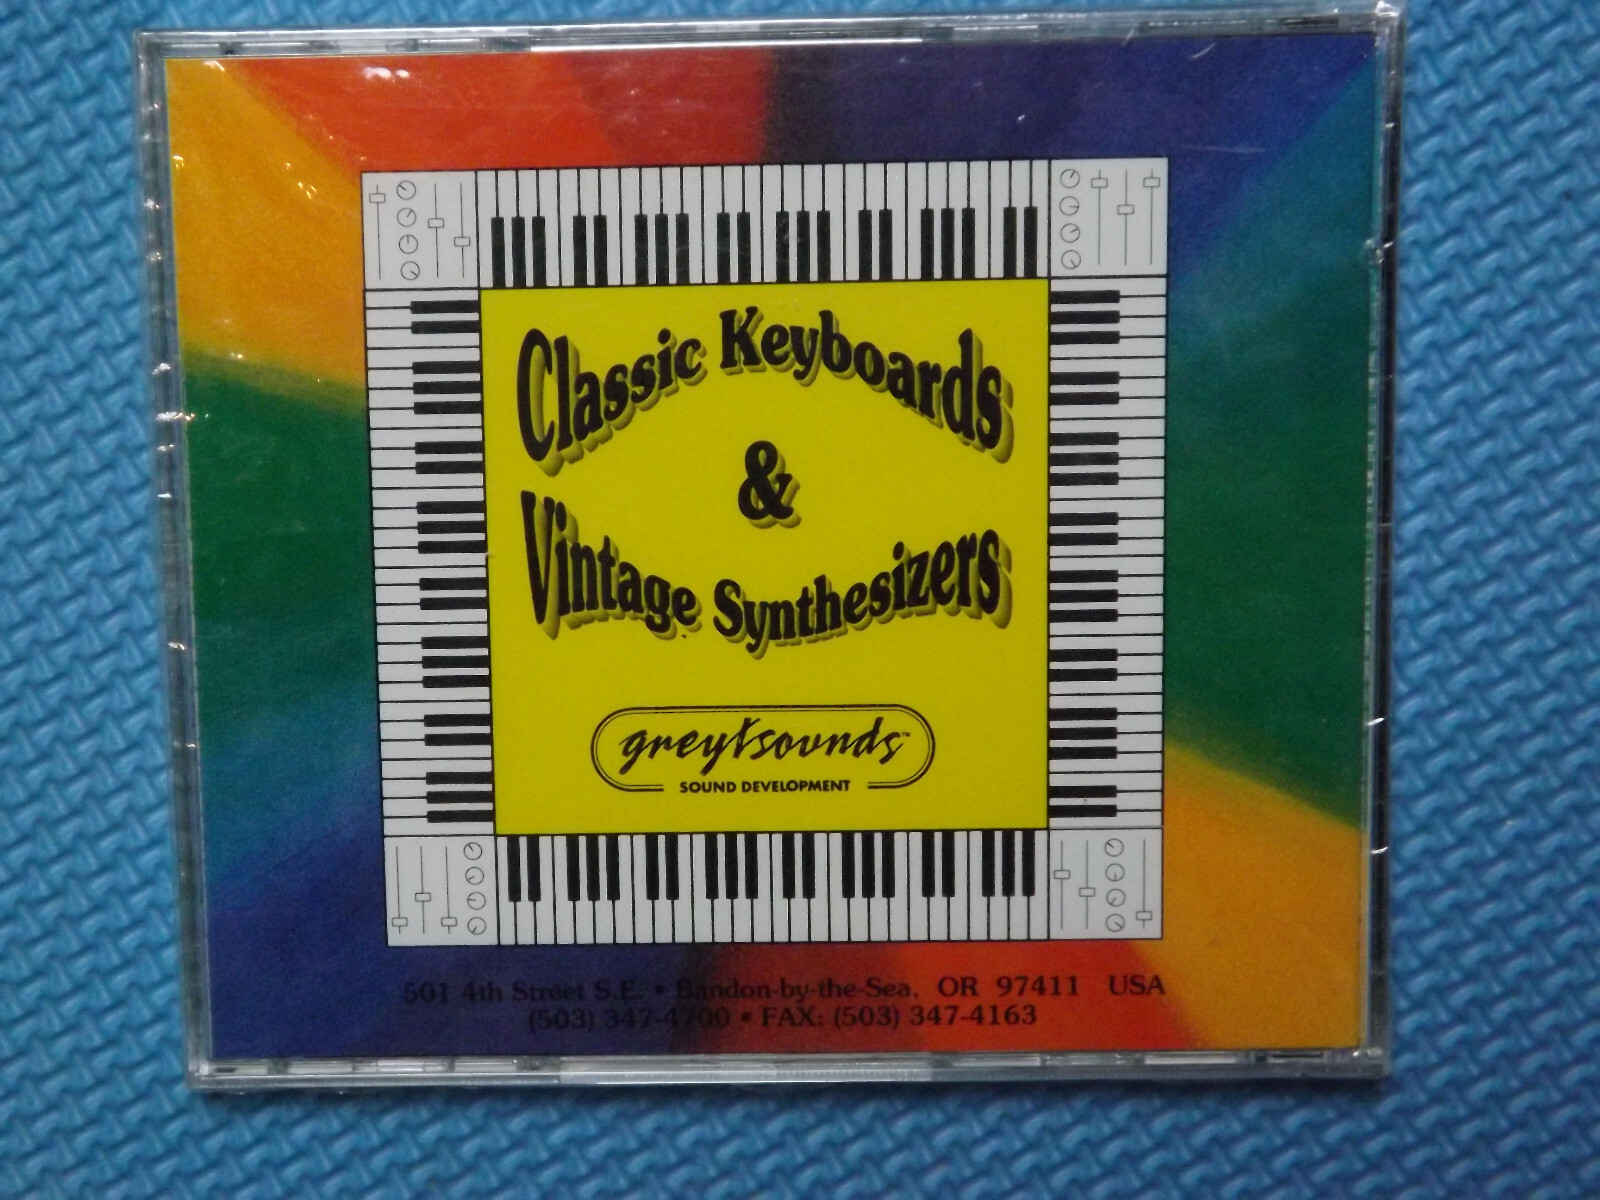 Classic Keyboards
&
Vintage Synthesizers
greytsounds™
SOUND DEVELOPMENT
501 4th Street S.E. • Bandon-by-the-Sea, OR 97411 USA
(503) 347-4700 • FAX: (503) 347-4163